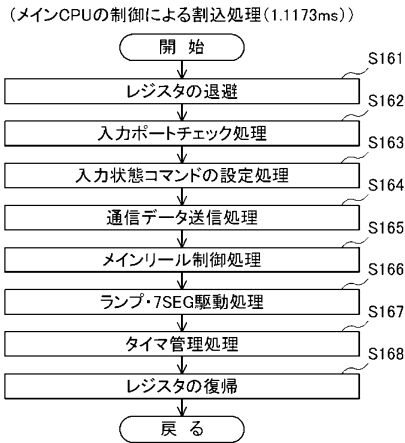 (メインCPUの制御による割込処理(1.1173ms))
開 始
S161
レジスタの退避
S162
入力ポートチェック処理
S163
入力状態コマンドの設定処理
S164
通信データ送信処理
S165
メインリール制御処理
S166
ランプ・7SEG駆動処理
S167
タイマ管理処理
S168
レジスタの復帰
戻 る